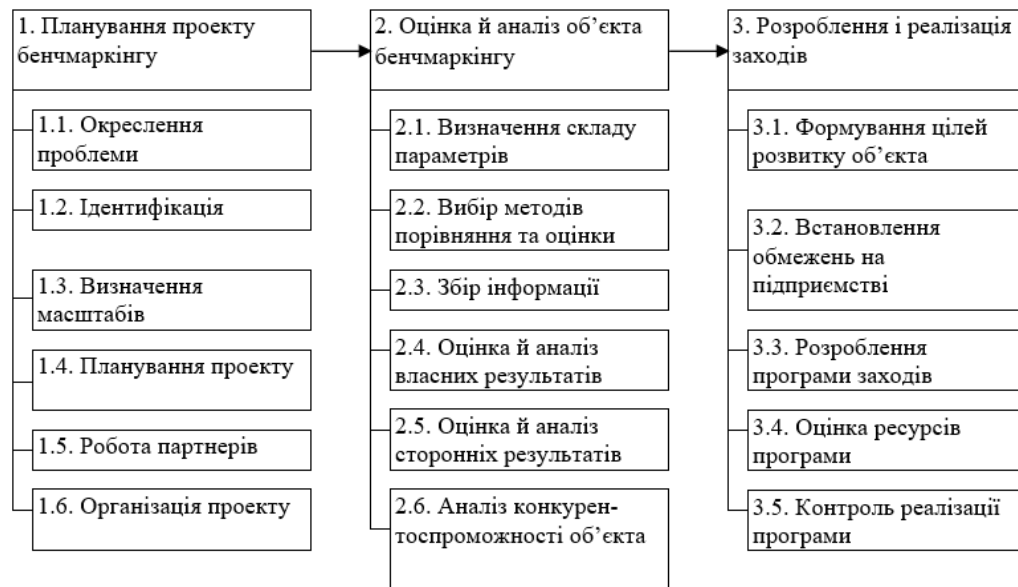 1. Планування проекту
бенчмаркінгу
1.1. Окреслення
проблеми
1.2. Ідентифікація
1.3. Визначення
масштабів
1.4. Планування проекту
1.5. Робота партнерів
1.6. Організація проекту
2. Оцінка й аналіз об’єкта
бенчмаркінгу
2.1. Визначення складу
параметрів
2.2. Вибір методів
порівняння та оцінки
2.3. Збір інформації
2.4. Оцінка й аналіз
власних результатів
2.5. Оцінка й аналіз
сторонніх результатів
2.6. Аналіз конкурен-
тоспроможності об’єкта
3. Розроблення і реалізація
заходів
3.1. Формування цілей
розвитку об’єкта
3.2. Встановлення
обмежень на
підприємстві
3.3. Розроблення
програми заходів
3.4. Оцінка ресурсів
програми
3.5. Контроль реалізації
програми